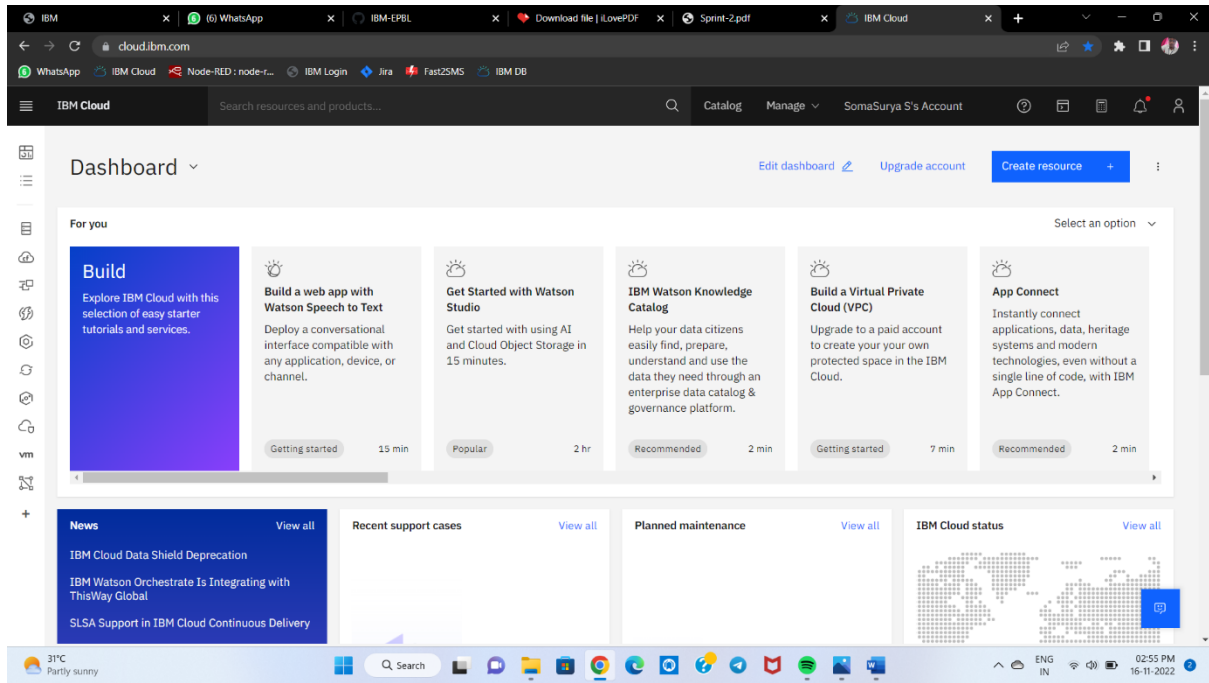 IBM
(6) WhatsApp
IBM-EPBL
Download file | iLovePDF
Sprint-2.pdf
IBM Cloud
cloud.ibm.com
WhatsApp
IBM Cloud
Node-RED : node-r...
IBM Login
Jira
Fast2SMS
IBM DB
IBM Cloud
Search resources and products...
Catalog
Manage
SomaSurya S's Account
Dashboard
Edit dashboard
Upgrade account
Create resource +
For you
Select an option
Build
Explore IBM Cloud with this
selection of easy starter
tutorials and services.
Build a web app with
Watson Speech to Text
Deploy a conversational
interface compatible with
any application, device, or
channel.
Getting started
15 min
Get Started with Watson
Studio
Get started with using AI
and Cloud Object Storage in
15 minutes.
Popular
2 hr
IBM Watson Knowledge
Catalog
Help your data citizens
easily find, prepare,
understand and use the
data they need through an
enterprise data catalog &
governance platform.
Recommended
2 min
Build a Virtual Private
Cloud (VPC)
Upgrade to a paid account
to create your your own
protected space in the IBM
Cloud.
Getting started
7 min
App Connect
Instantly connect
applications, data, heritage
systems and modern
technologies, even without a
single line of code, with IBM
App Connect.
Recommended
2 min
vm
News
View all
IBM Cloud Data Shield Deprecation
IBM Watson Orchestrate Is Integrating with
ThisWay Global
SLSA Support in IBM Cloud Continuous Delivery
Recent support cases
View all
Planned maintenance
View all
IBM Cloud status
View all
31°C
Partly sunny
Search
ENG
IN
02:55 PM
16-11-2022
2